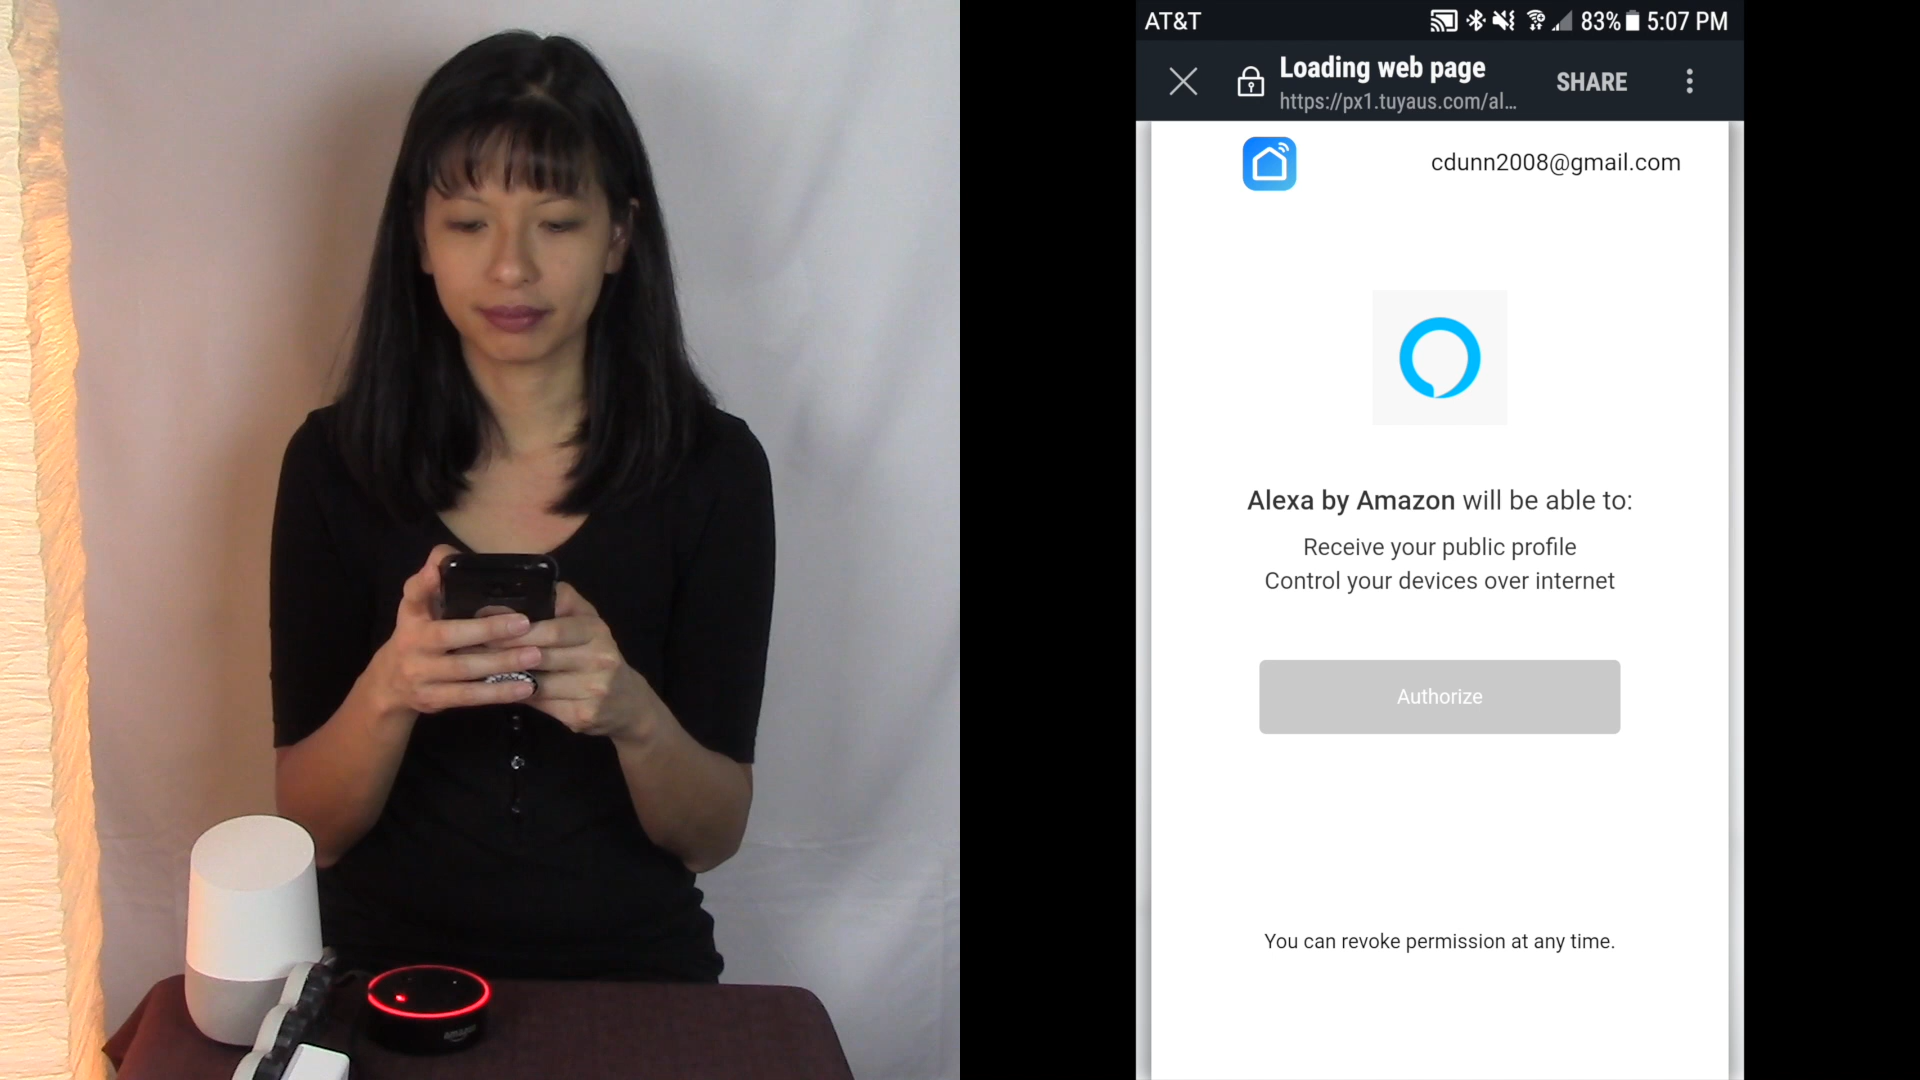 AT&T
83% 5:07 PM
Loading web page
https://px1.tuyaus.com/al...
SHARE
cdunn2008@gmail.com
Alexa by Amazon will be able to:
Receive your public profile
Control your devices over internet
Authorize
You can revoke permission at any time.
amazon